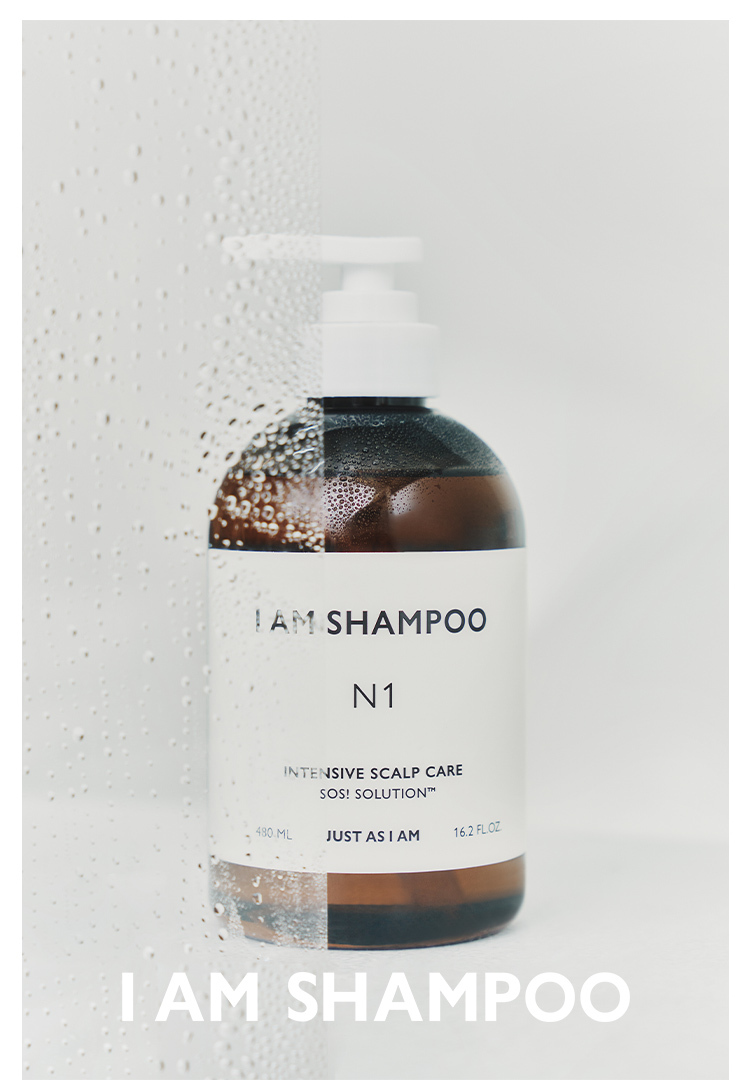 I AM SHAMPOO
N1
INTENSIVE SCALP CARE
SOS! SOLUTION™
480 ML JUST AS I AM 16.2 FL.OZ.
I AM SHAMPOO